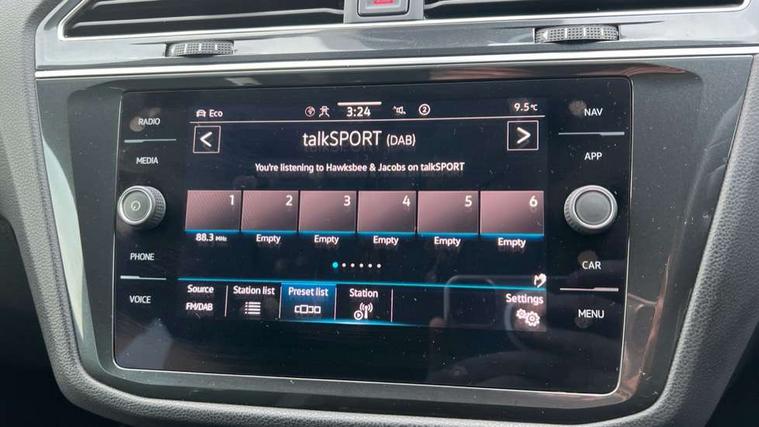 RADIO
MEDIA
PHONE
VOICE
Eco
3:24
2
9.5°C
talkSPORT (DAB)
You're listening to Hawksbee & Jacobs on talkSPORT
1 2 3 4 5 6
88.3 MHz Empty Empty Empty Empty Empty
Source Station list Preset list Station Settings
FM/DAB
NAV
APP
CAR
MENU